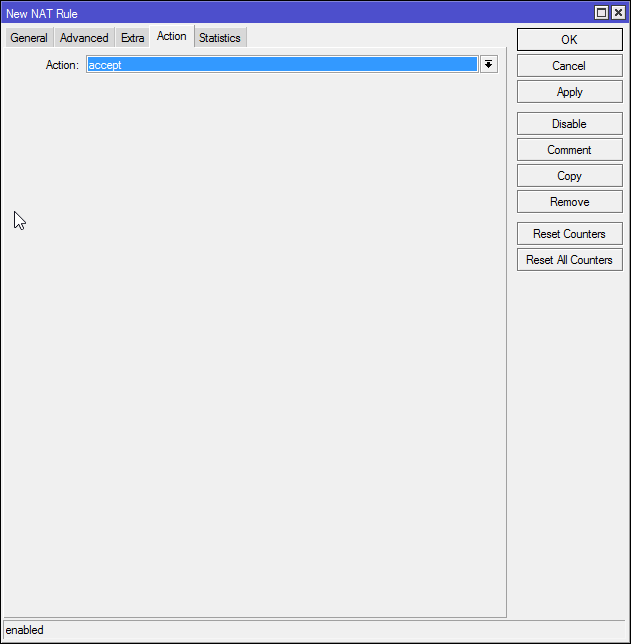 New NAT Rule
General Advanced Extra Action Statistics
Action: accept
OK
Cancel
Apply
Disable
Comment
Copy
Remove
Reset Counters
Reset All Counters
enabled